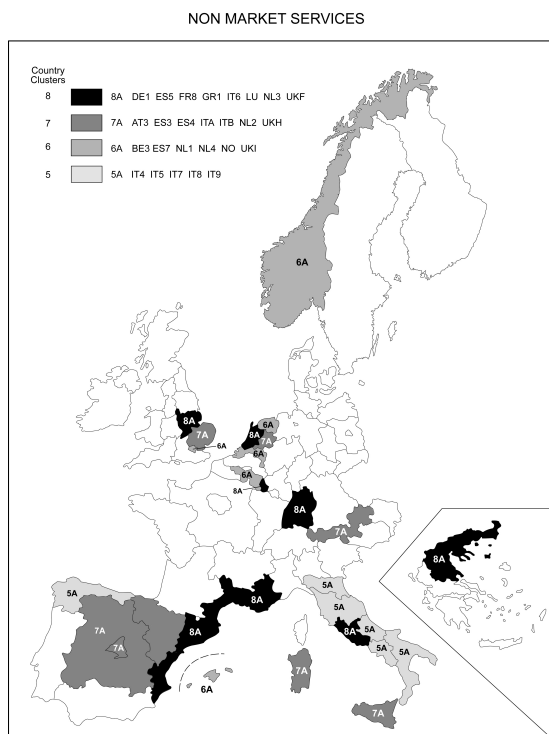 NON MARKET SERVICES
Country
Clusters
8 8A DE1 ES5 FR8 GR1 IT6 LU NL3 UKF
7 7A AT3 ES3 ES4 ITA ITB NL2 UKH
6 6A BE3 ES7 NL1 NL4 NO UKI
5 5A IT4 IT5 IT7 IT8 IT9
6A
8A
7A
6A
6A
8A
7A
6A
6A
8A
8A
7A
8A
5A
8A
5A
5A
7A
7A
8A
8A
5A
5A
5A
6A
7A
7A